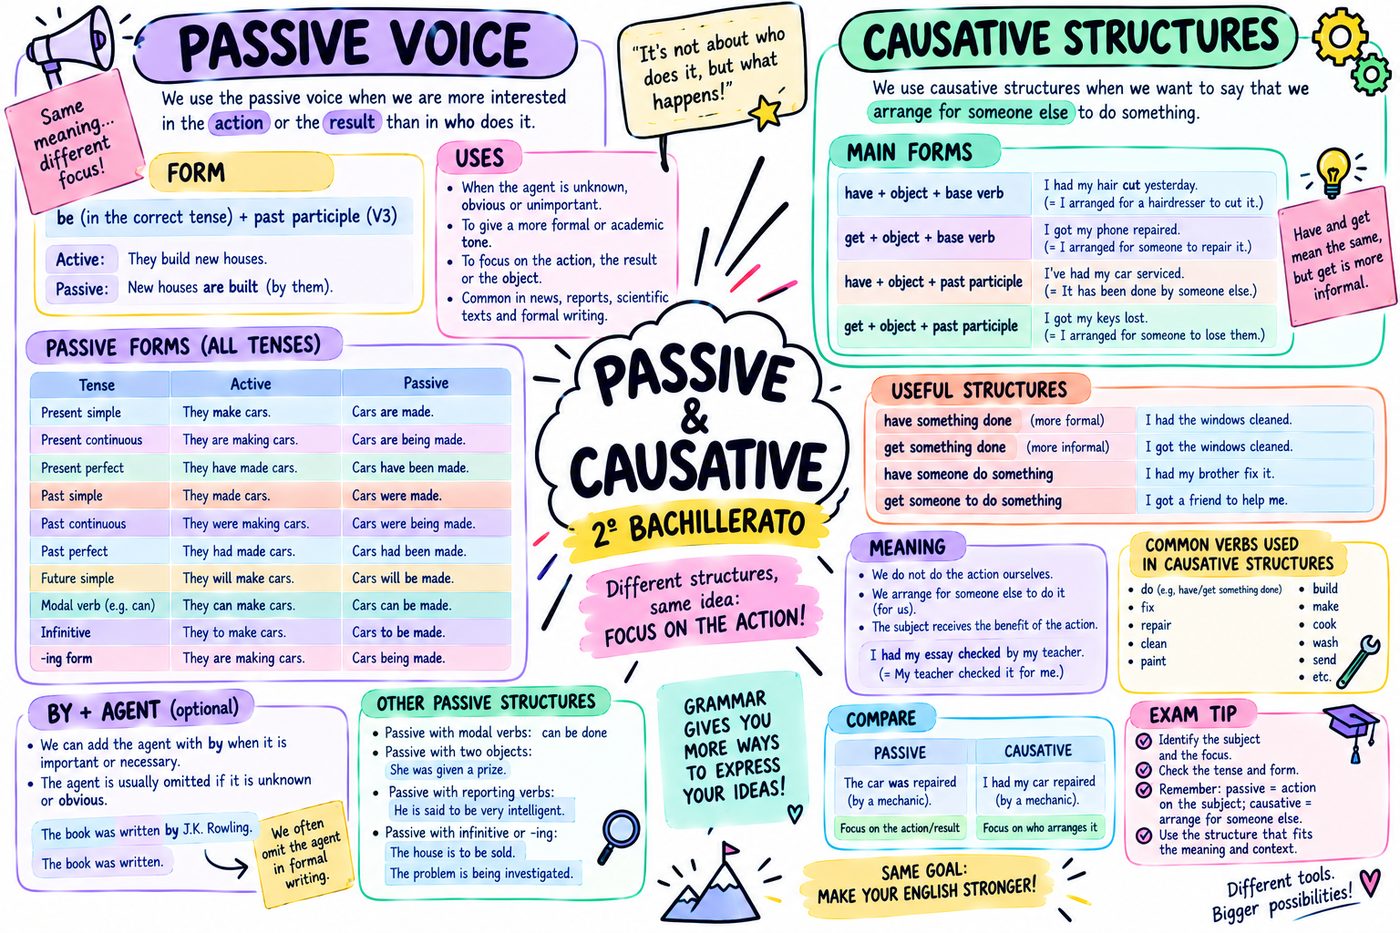 PASSIVE VOICE
Same
meaning...
different
focus!
We use the passive voice when we are more interested
in the action or the result than in who does it.
"It's not about who
does it, but what
happens!"
FORM
be (in the correct tense) + past participle (V3)
Active: They build new houses.
Passive: New houses are built (by them).
USES
• When the agent is unknown,
obvious or unimportant.
• To give a more formal or academic
tone.
• To focus on the action, the result
or the object.
• Common in news, reports, scientific
texts and formal writing.
PASSIVE FORMS (ALL TENSES)
Tense Active Passive
Present simple They make cars. Cars are made.
Present continuous They are making cars. Cars are being made.
Present perfect They have made cars. Cars have been made.
Past simple They made cars. Cars were made.
Past continuous They were making cars. Cars were being made.
Past perfect They had made cars. Cars had been made.
Future simple They will make cars. Cars will be made.
Modal verb (e.g. can) They can make cars. Cars can be made.
Infinitive They to make cars. Cars to be made.
-ing form They are making cars. Cars being made.
BY + AGENT (optional)
• We can add the agent with by when it is
important or necessary.
• The agent is usually omitted if it is unknown
or obvious.
The book was written by J.K. Rowling.
The book was written.
We often
omit the agent
in formal
writing.
OTHER PASSIVE STRUCTURES
• Passive with modal verbs: can be done
• Passive with two objects:
She was given a prize.
• Passive with reporting verbs:
He is said to be very intelligent.
• Passive with infinitive or -ing:
The house is to be sold.
The problem is being investigated.
PASSIVE
&
CAUSATIVE
2º BACHILLERATO
Different structures,
same idea:
FOCUS ON THE ACTION!
GRAMMAR
GIVES YOU
MORE WAYS
TO EXPRESS
YOUR IDEAS!
CAUSATIVE STRUCTURES
We use causative structures when we want to say that we
arrange for someone else to do something.
MAIN FORMS
have + object + base verb I had my hair cut yesterday.
(= I arranged for a hairdresser to cut it.)
get + object + base verb I got my phone repaired.
(= I arranged for someone to repair it.)
have + object + past participle I've had my car serviced.
(= It has been done by someone else.)
get + object + past participle I got my keys lost.
(= I arranged for someone to lose them.)
Have and get
mean the same,
but get is more
informal.
USEFUL STRUCTURES
have something done (more formal) I had the windows cleaned.
get something done (more informal) I got the windows cleaned.
have someone do something I had my brother fix it.
get someone to do something I got a friend to help me.
MEANING
• We do not do the action ourselves.
• We arrange for someone else to do it
(for us).
• The subject receives the benefit of the action.
I had my essay checked by my teacher.
(= My teacher checked it for me.)
COMMON VERBS USED
IN CAUSATIVE STRUCTURES
• do (e.g, have/get something done)
• fix
• repair
• clean
• paint
• build
• make
• cook
• wash
• send
• etc.
COMPARE
PASSIVE CAUSATIVE
The car was repaired I had my car repaired
(by a mechanic). (by a mechanic).
Focus on the action/result Focus on who arranges it
EXAM TIP
Identify the subject
and the focus.
Check the tense and form.
Remember: passive = action
on the subject; causative =
arrange for someone else.
Use the structure that fits
the meaning and context.
SAME GOAL:
MAKE YOUR ENGLISH STRONGER!
Different tools.
Bigger possibilities!